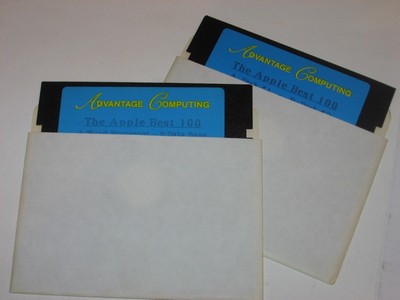 ADVANTAGE COMPUTING
The Apple Best 100
ADVANTAGE COMPUTING
The Apple Best 100